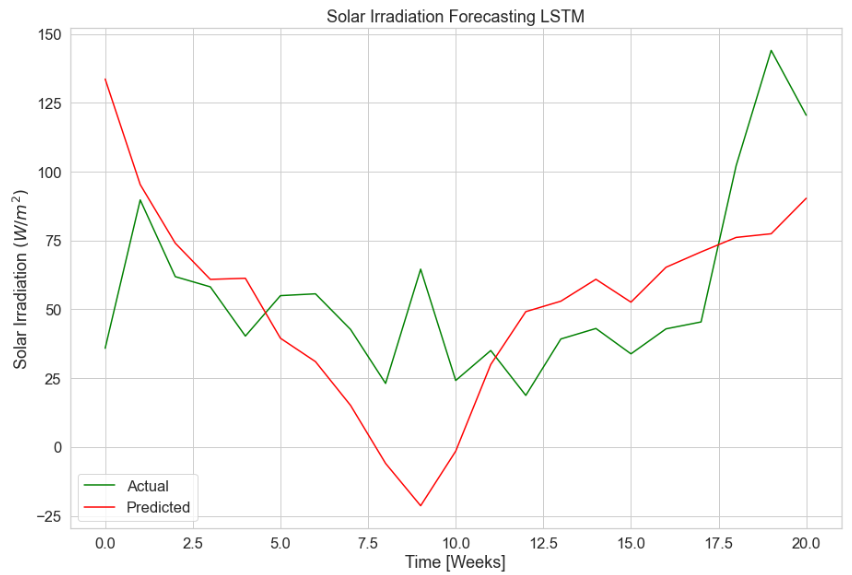 Solar Irradiation Forecasting LSTM
150
125
100
75
50
25
0
−25
Solar Irradiation (W/m²)
Actual
Predicted
0.0 2.5 5.0 7.5 10.0 12.5 15.0 17.5 20.0
Time [Weeks]